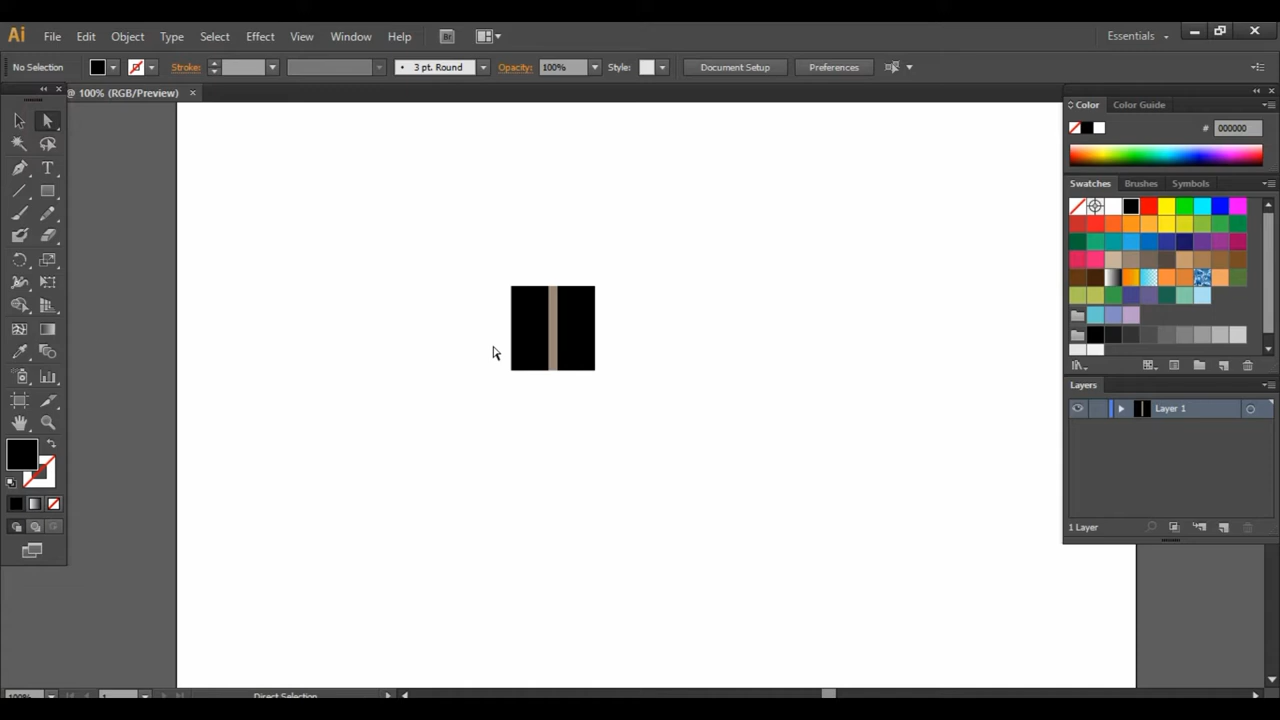 Ai File Edit Object Type Select Effect View Window Help Br Essentials
No Selection Stroke: 3 pt. Round Opacity: 100% Style: Document Setup Preferences
@ 100% (RGB/Preview) ×
Color Color Guide
# 000000
Swatches Brushes Symbols
Layers
Layer 1
1 Layer
100% 1 Direct Selection